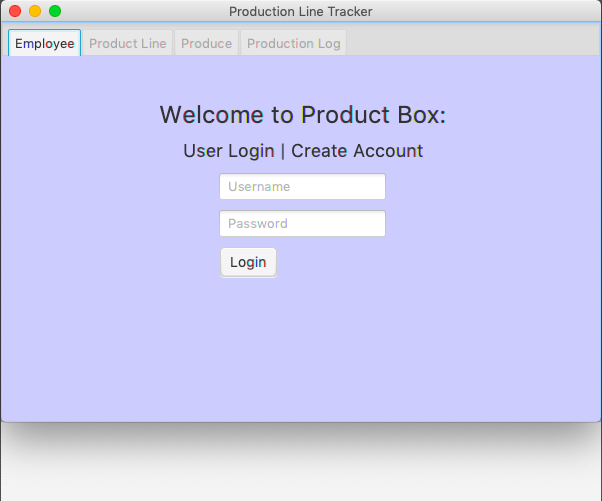 Production Line Tracker
Employee Product Line Produce Production Log
Welcome to Product Box:
User Login | Create Account
Username
Password
Login